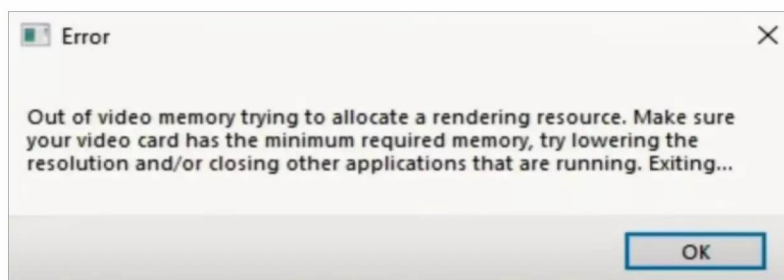 Error
Out of video memory trying to allocate a rendering resource. Make sure
your video card has the minimum required memory, try lowering the
resolution and/or closing other applications that are running. Exiting...
OK